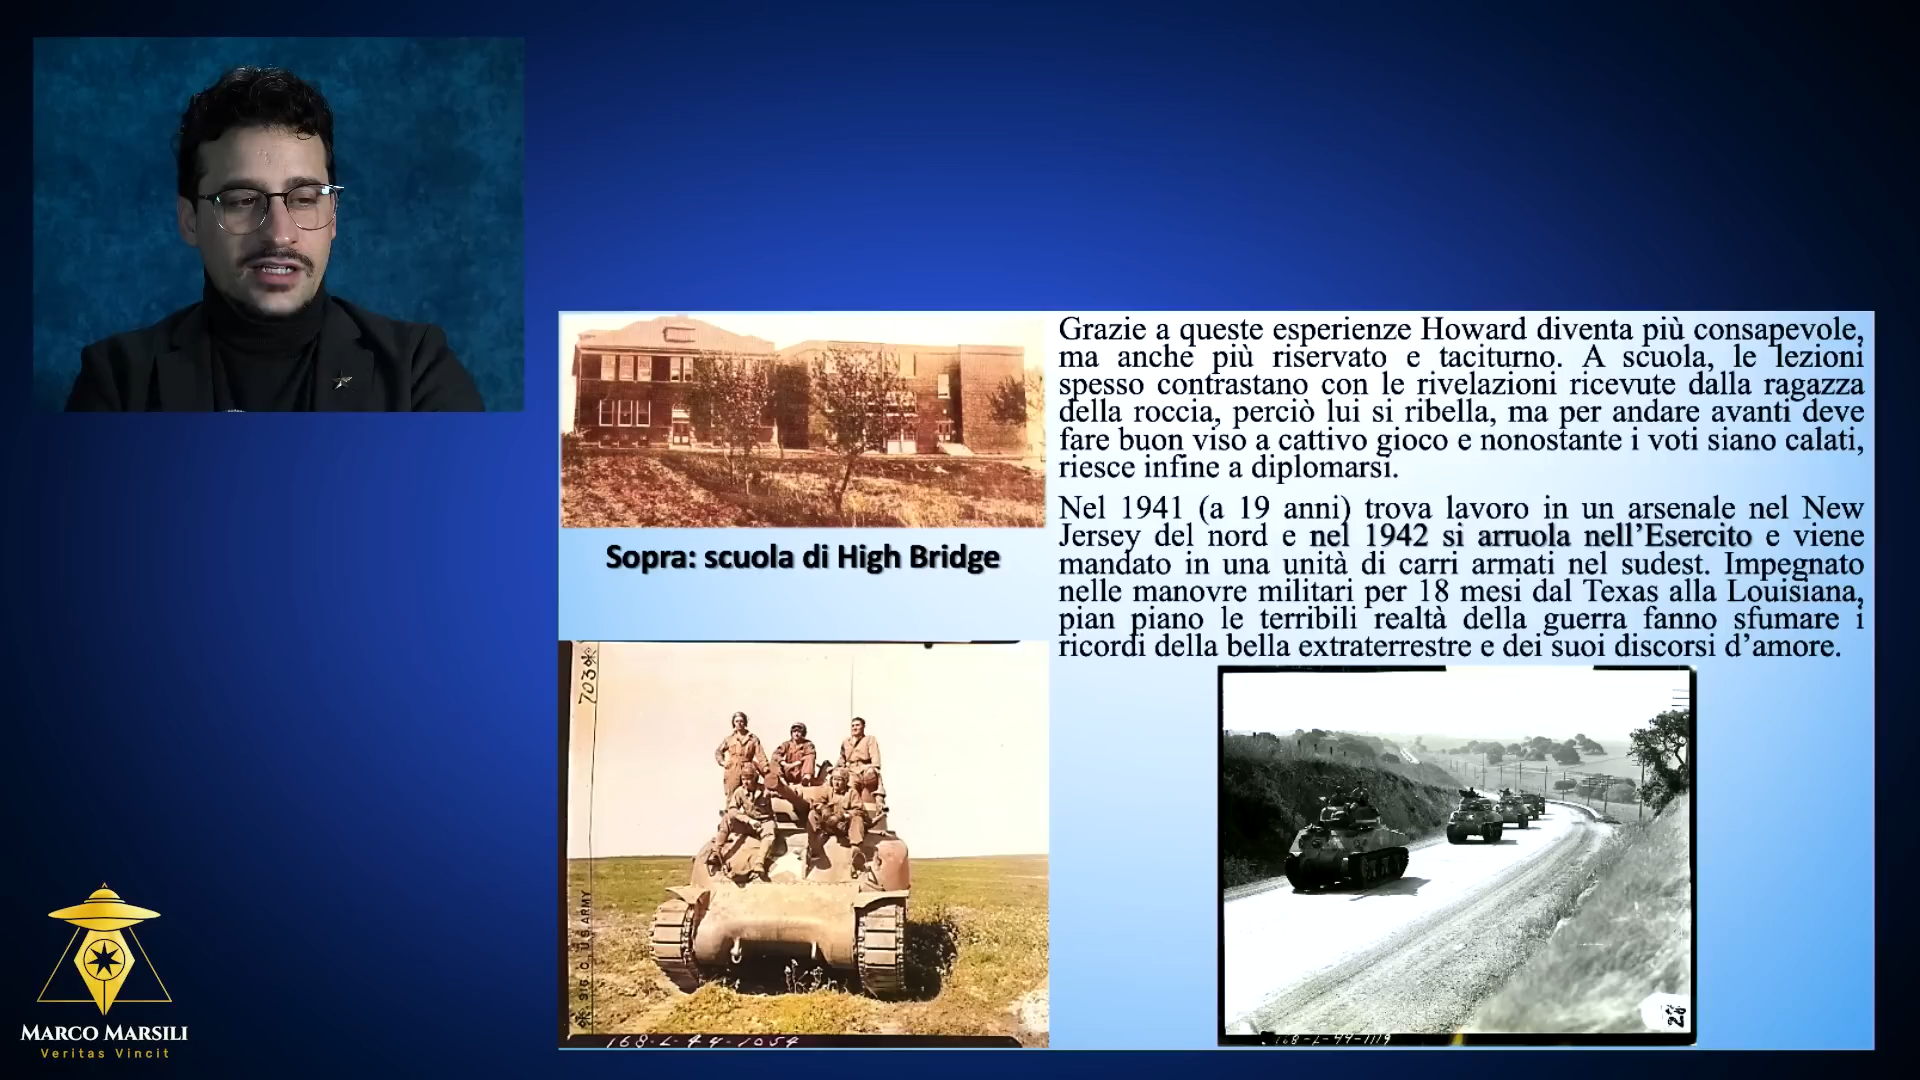 Grazie a queste esperienze Howard diventa più consapevole,
ma anche più riservato e taciturno. A scuola, le lezioni
spesso contrastano con le rivelazioni ricevute dalla ragazza
della roccia, perciò lui si ribella, ma per andare avanti deve
fare buon viso a cattivo gioco e nonostante i voti siano calati,
riesce infine a diplomarsi.
Nel 1941 (a 19 anni) trova lavoro in un arsenale nel New
Jersey del nord e nel 1942 si arruola nell’Esercito e viene
mandato in una unità di carri armati nel sudest. Impegnato
nelle manovre militari per 18 mesi dal Texas alla Louisiana,
pian piano le terribili realtà della guerra fanno sfumare i
ricordi della bella extraterrestre e dei suoi discorsi d’amore.
Sopra: scuola di High Bridge
703
U.S. ARMY
168-L-44-1054
168-L-44-1119
28
MARCO MARSILI
Veritas Vincit